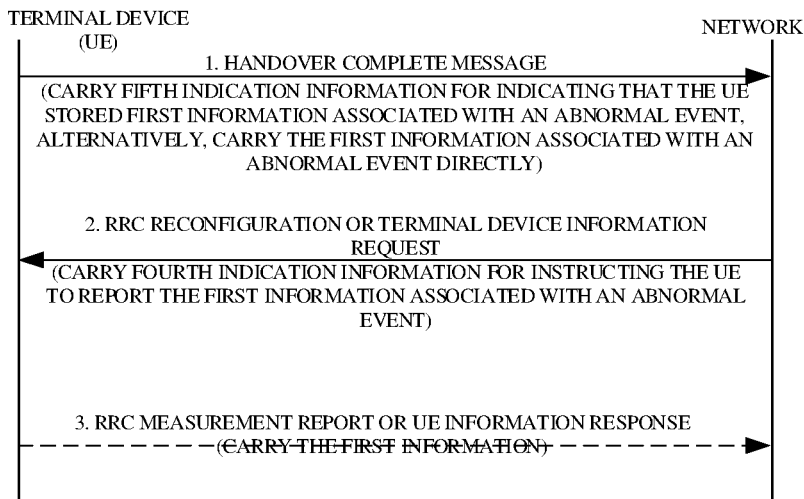 TERMINAL DEVICE
(UE)
NETWORK
1. HANDOVER COMPLETE MESSAGE
(CARRY FIFTH INDICATION INFORMATION FOR INDICATING THAT THE UE
STORED FIRST INFORMATION ASSOCIATED WITH AN ABNORMAL EVENT,
ALTERNATIVELY, CARRY THE FIRST INFORMATION ASSOCIATED WITH AN
ABNORMAL EVENT DIRECTLY)
2. RRC RECONFIGURATION OR TERMINAL DEVICE INFORMATION
REQUEST
(CARRY FOURTH INDICATION INFORMATION FOR INSTRUCTING THE UE
TO REPORT THE FIRST INFORMATION ASSOCIATED WITH AN ABNORMAL
EVENT)
3. RRC MEASUREMENT REPORT OR UE INFORMATION RESPONSE
(CARRY THE FIRST INFORMATION)